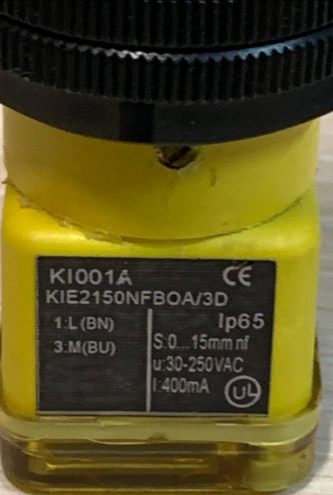 KI001A CE
KIE2150NFBOA/3D
1:L (BN)
3:M(BU)
Ip65
S:0...15mm nf
u:30-250VAC
I:400mA
UL